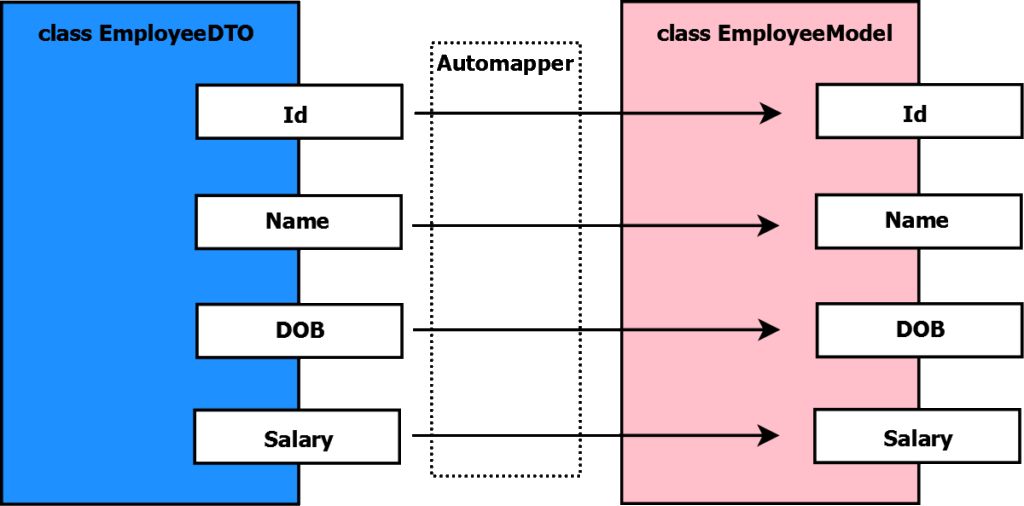 class EmployeeDTO
class EmployeeModel
Automapper
Id
Id
Name
Name
DOB
DOB
Salary
Salary